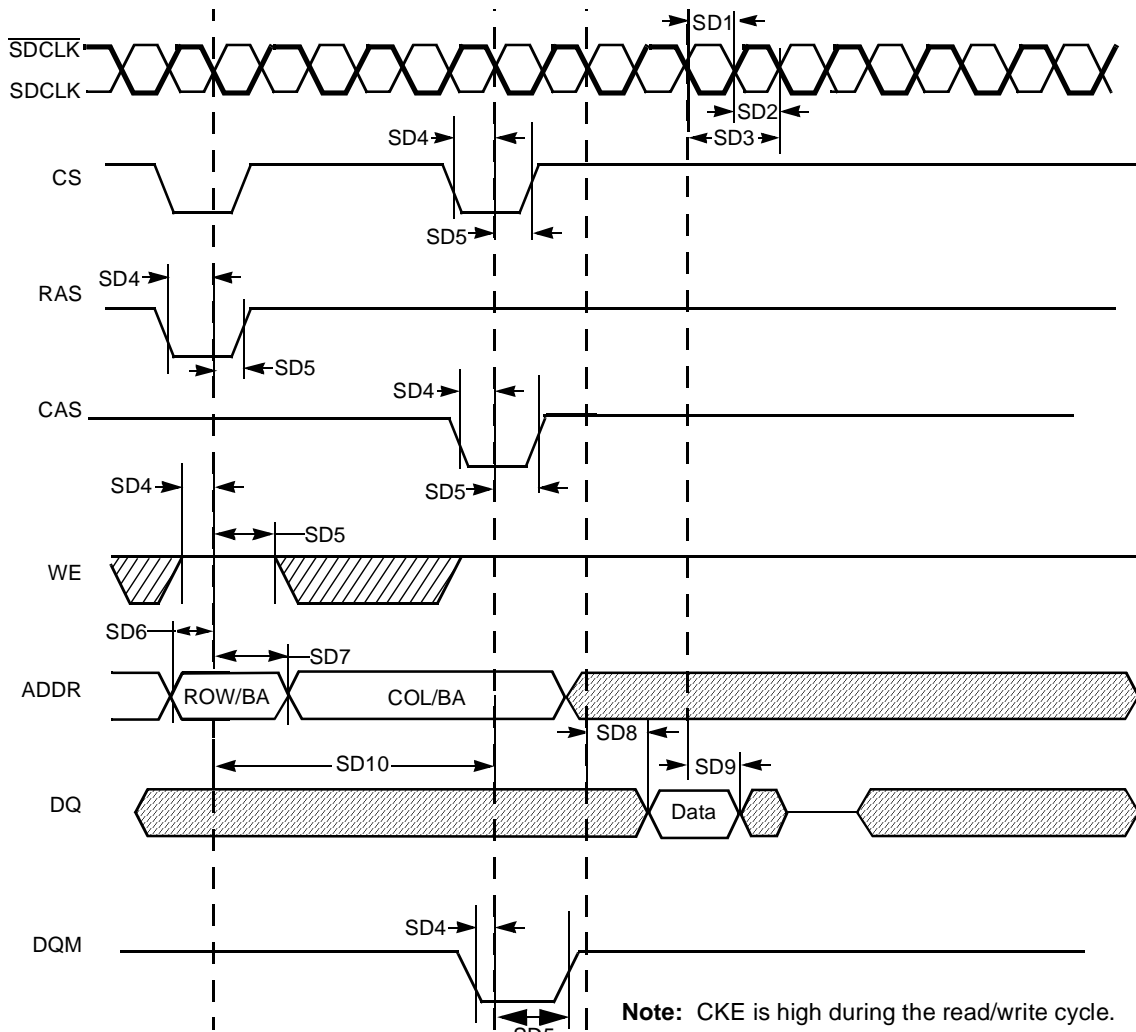 SD1
SDCLK
SDCLK
SD2
SD4
SD3
CS
SD5
SD4
RAS
SD5
SD4
CAS
SD4
SD5
SD5
WE
SD6
SD7
ADDR
ROW/BA
COL/BA
SD8
SD10
SD9
DQ
Data
SD4
DQM
Note: CKE is high during the read/write cycle.
SD5